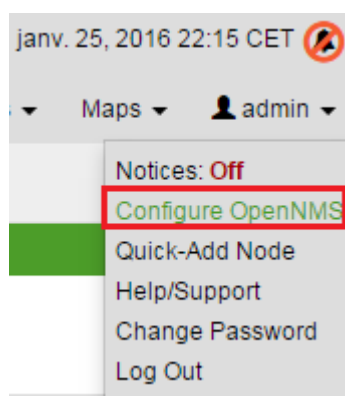 janv. 25, 2016 22:15 CET
Maps admin
Notices: Off
Configure OpenNMS
Quick-Add Node
Help/Support
Change Password
Log Out